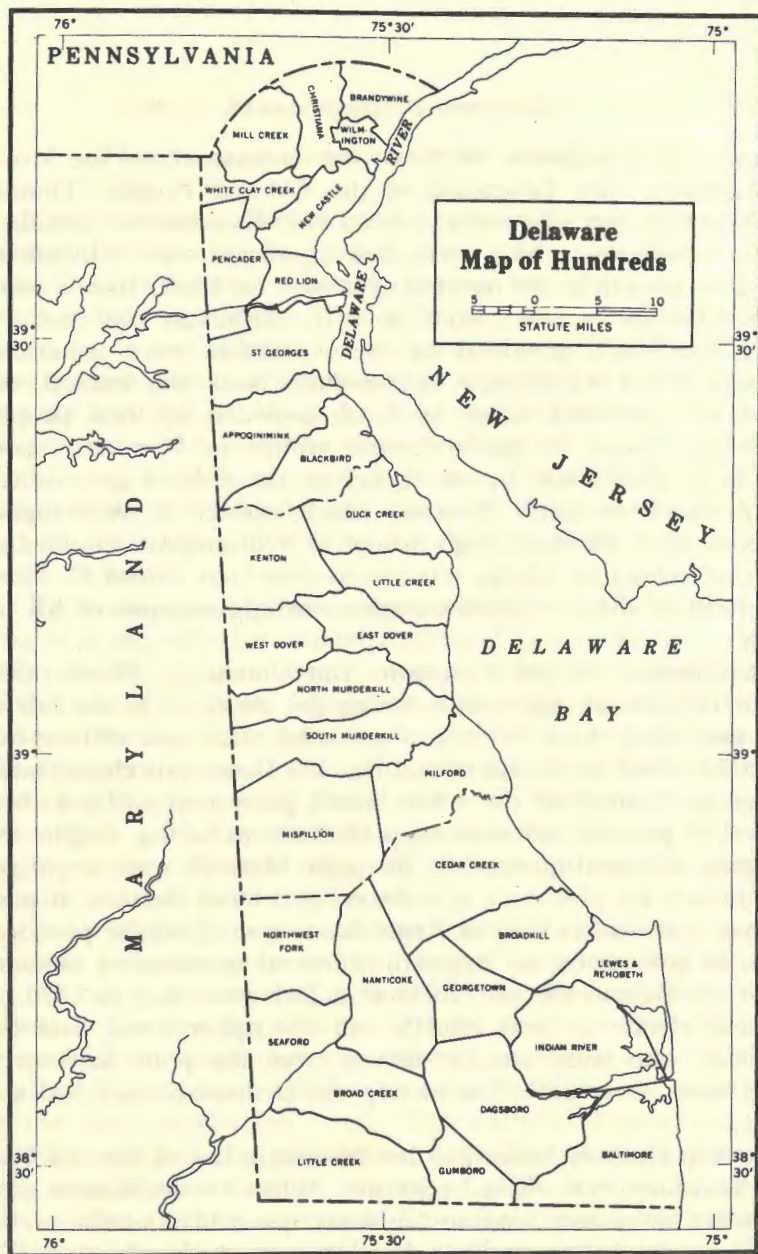 76°
75°30'
75°
PENNSYLVANIA
BRANDYWINE
CHRISTIANA
MILL CREEK
WILM-
INGTON
RIVER
WHITE CLAY CREEK
NEW CASTLE
Delaware
Map of Hundreds
5 0 5 10
STATUTE MILES
PENCADER
RED LION
DELAWARE
39°
30'
39°
30'
ST GEORGES
NEW JERSEY
APPOQINIMINK
BLACKBIRD
DUCK CREEK
KENTON
LITTLE CREEK
MARYLAND
WEST DOVER
EAST DOVER
DELAWARE
BAY
NORTH MURDERKILL
SOUTH MURDERKILL
39°
39°
MILFORD
MISPILLION
CEDAR CREEK
NORTHWEST
FORK
BROADKILL
LEWES &
REHOBETH
NANTICOKE
GEORGETOWN
SEAFORD
INDIAN RIVER
BROAD CREEK
DAGSBORO
38°
30'
38°
30'
LITTLE CREEK
GUMBORO
BALTIMORE
76°
75°30'
75°